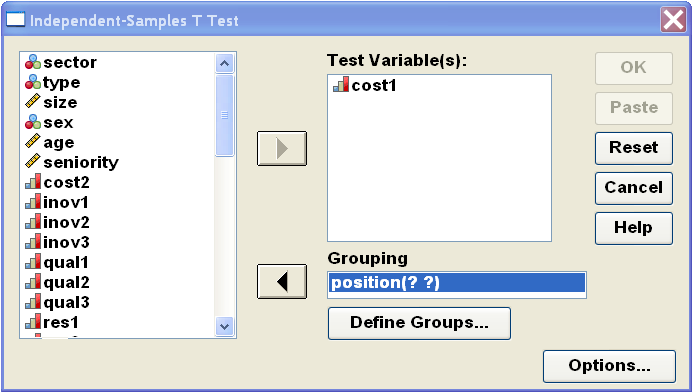 Independent-Samples T Test
sector
type
size
sex
age
seniority
cost2
inov1
inov2
inov3
qual1
qual2
qual3
res1
Test Variable(s):
cost1
Grouping
position(? ?)
Define Groups...
OK
Paste
Reset
Cancel
Help
Options...